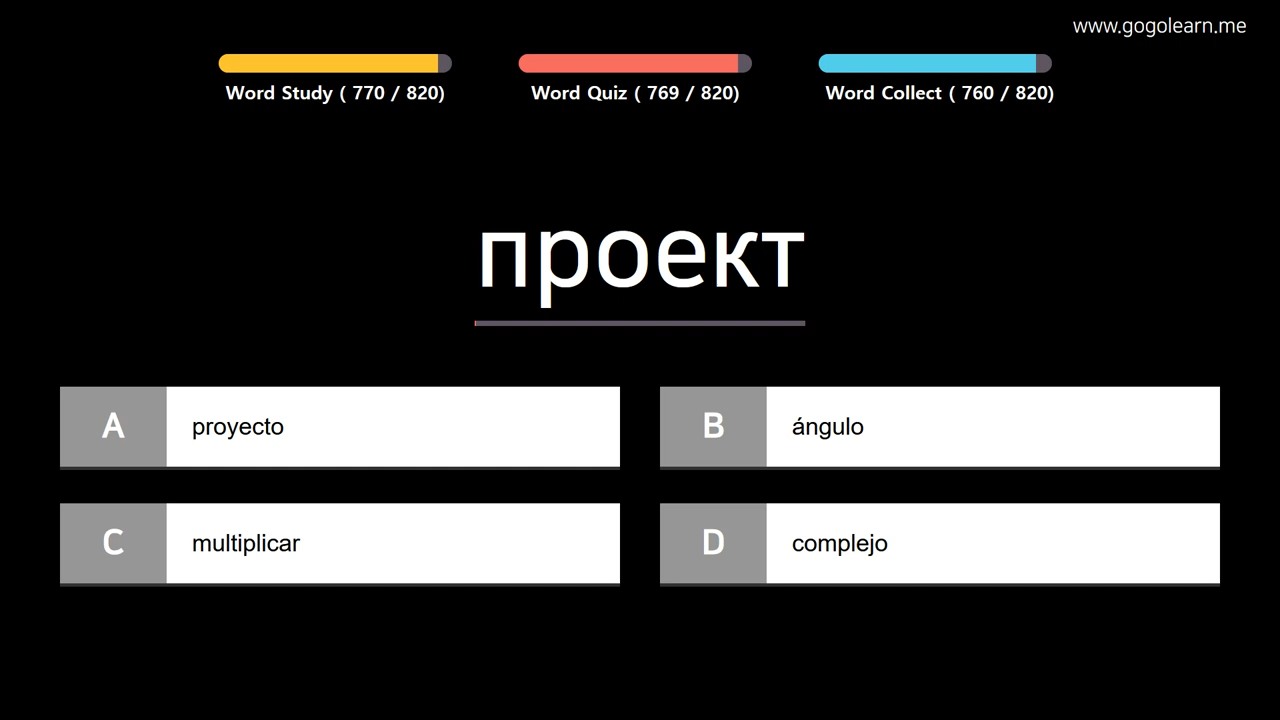 www.gogolearn.me
Word Study ( 770 / 820)
Word Quiz ( 769 / 820)
Word Collect ( 760 / 820)
проект
A proyecto
B ángulo
C multiplicar
D complejo